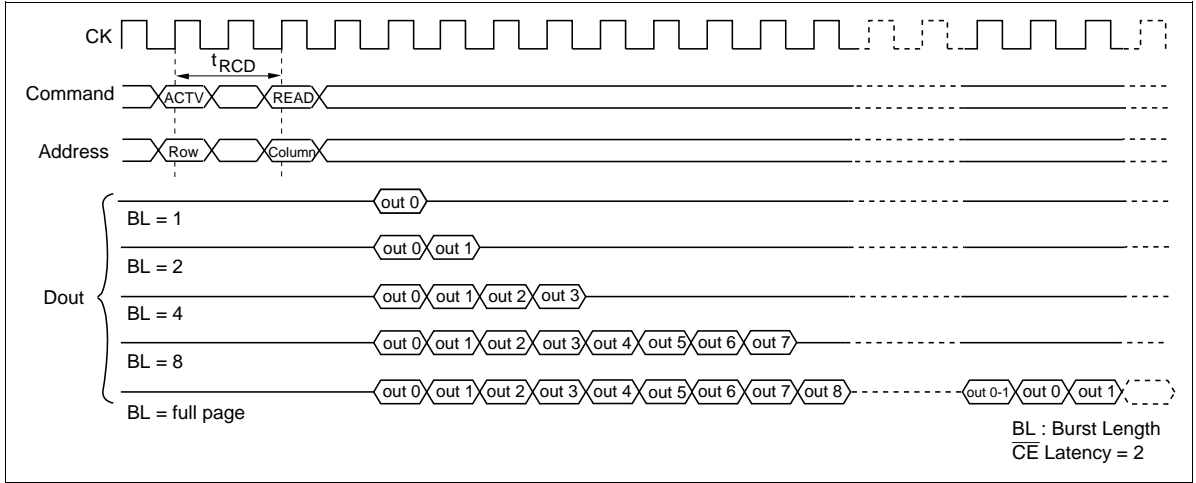 CK
tRCD
Command ACTV READ
Address Row Column
out 0
BL = 1
out 0 out 1
BL = 2
Dout
out 0 out 1 out 2 out 3
BL = 4
out 0 out 1 out 2 out 3 out 4 out 5 out 6 out 7
BL = 8
out 0 out 1 out 2 out 3 out 4 out 5 out 6 out 7 out 8 out 0-1 out 0 out 1
BL = full page
BL : Burst Length
CE Latency = 2